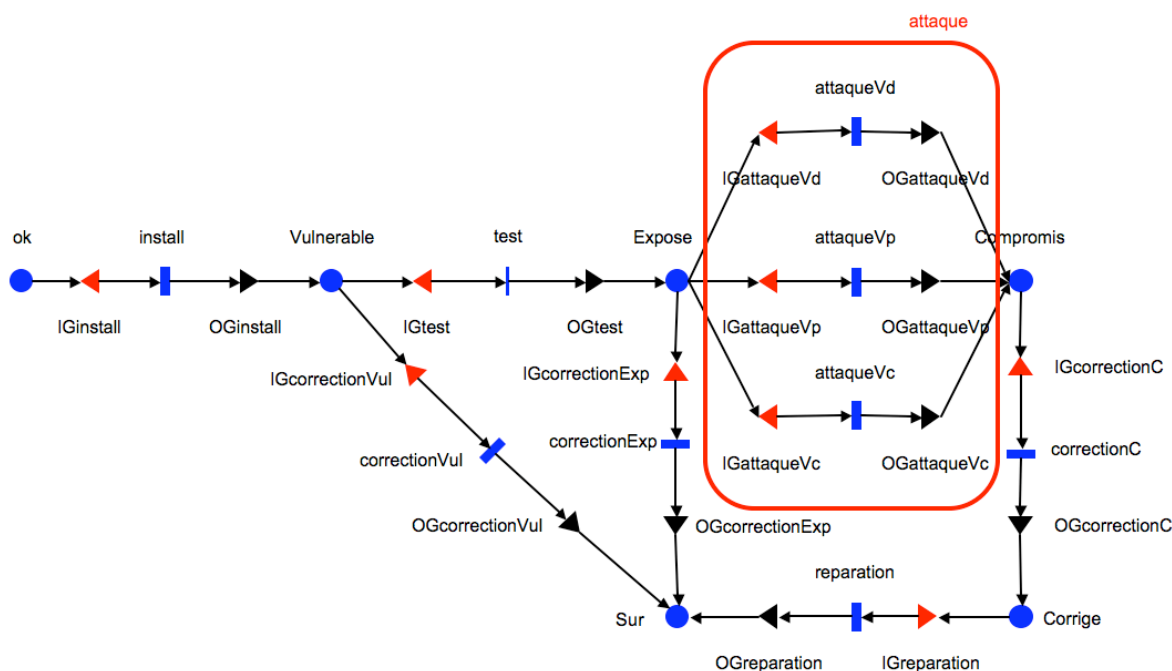 attaque
attaqueVd
IGattaqueVd
OGattaqueVd
ok
install
Vulnerable
test
Expose
attaqueVp
Compromis
IGinstall
OGinstall
IGtest
OGtest
IGattaqueVp
OGattaqueVp
IGcorrectionVul
IGcorrectionExp
attaqueVc
IGcorrectionC
correctionVul
correctionExp
IGattaqueVc
OGattaqueVc
correctionC
OGcorrectionVul
OGcorrectionExp
OGcorrectionC
reparation
Sur
Corrige
OGreparation
IGreparation